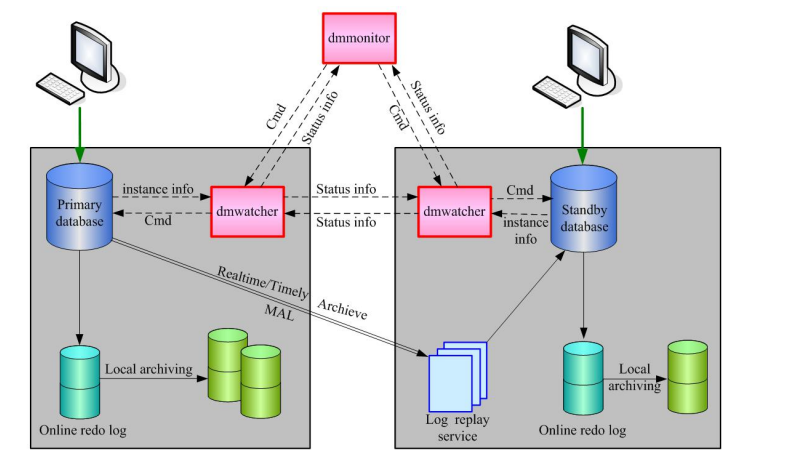 dmmonitor
Cmd
Status info
Status info
Cmd
Primary
database
instance info
Cmd
dmwatcher
Status info
Status info
dmwatcher
Cmd
instance
info
Standby
database
Realtime/Timely
Archieve
MAL
Local archiving
Online redo log
Log replay
service
Local
archiving
Online redo log